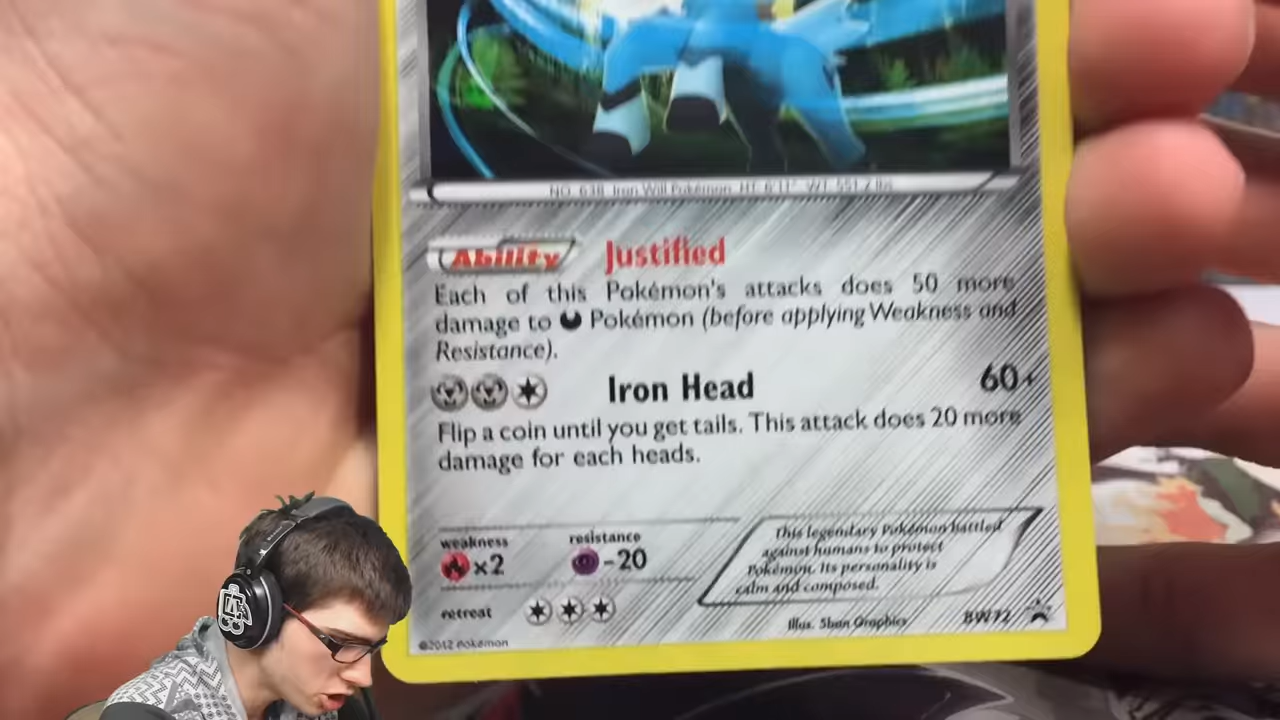 NO. 638 Iron Will Pokémon HT: 6'11" WT: 551.2 lbs
Ability Justified
Each of this Pokémon's attacks does 50 more
damage to Pokémon (before applying Weakness and
Resistance).
Iron Head 60+
Flip a coin until you get tails. This attack does 20 more
damage for each heads.
weakness resistance
×2 -20
retreat
This legendary Pokémon battled
against humans to protect
Pokémon. Its personality is
calm and composed.
Illus. 5ban Graphics BW72
©2012 Pokémon